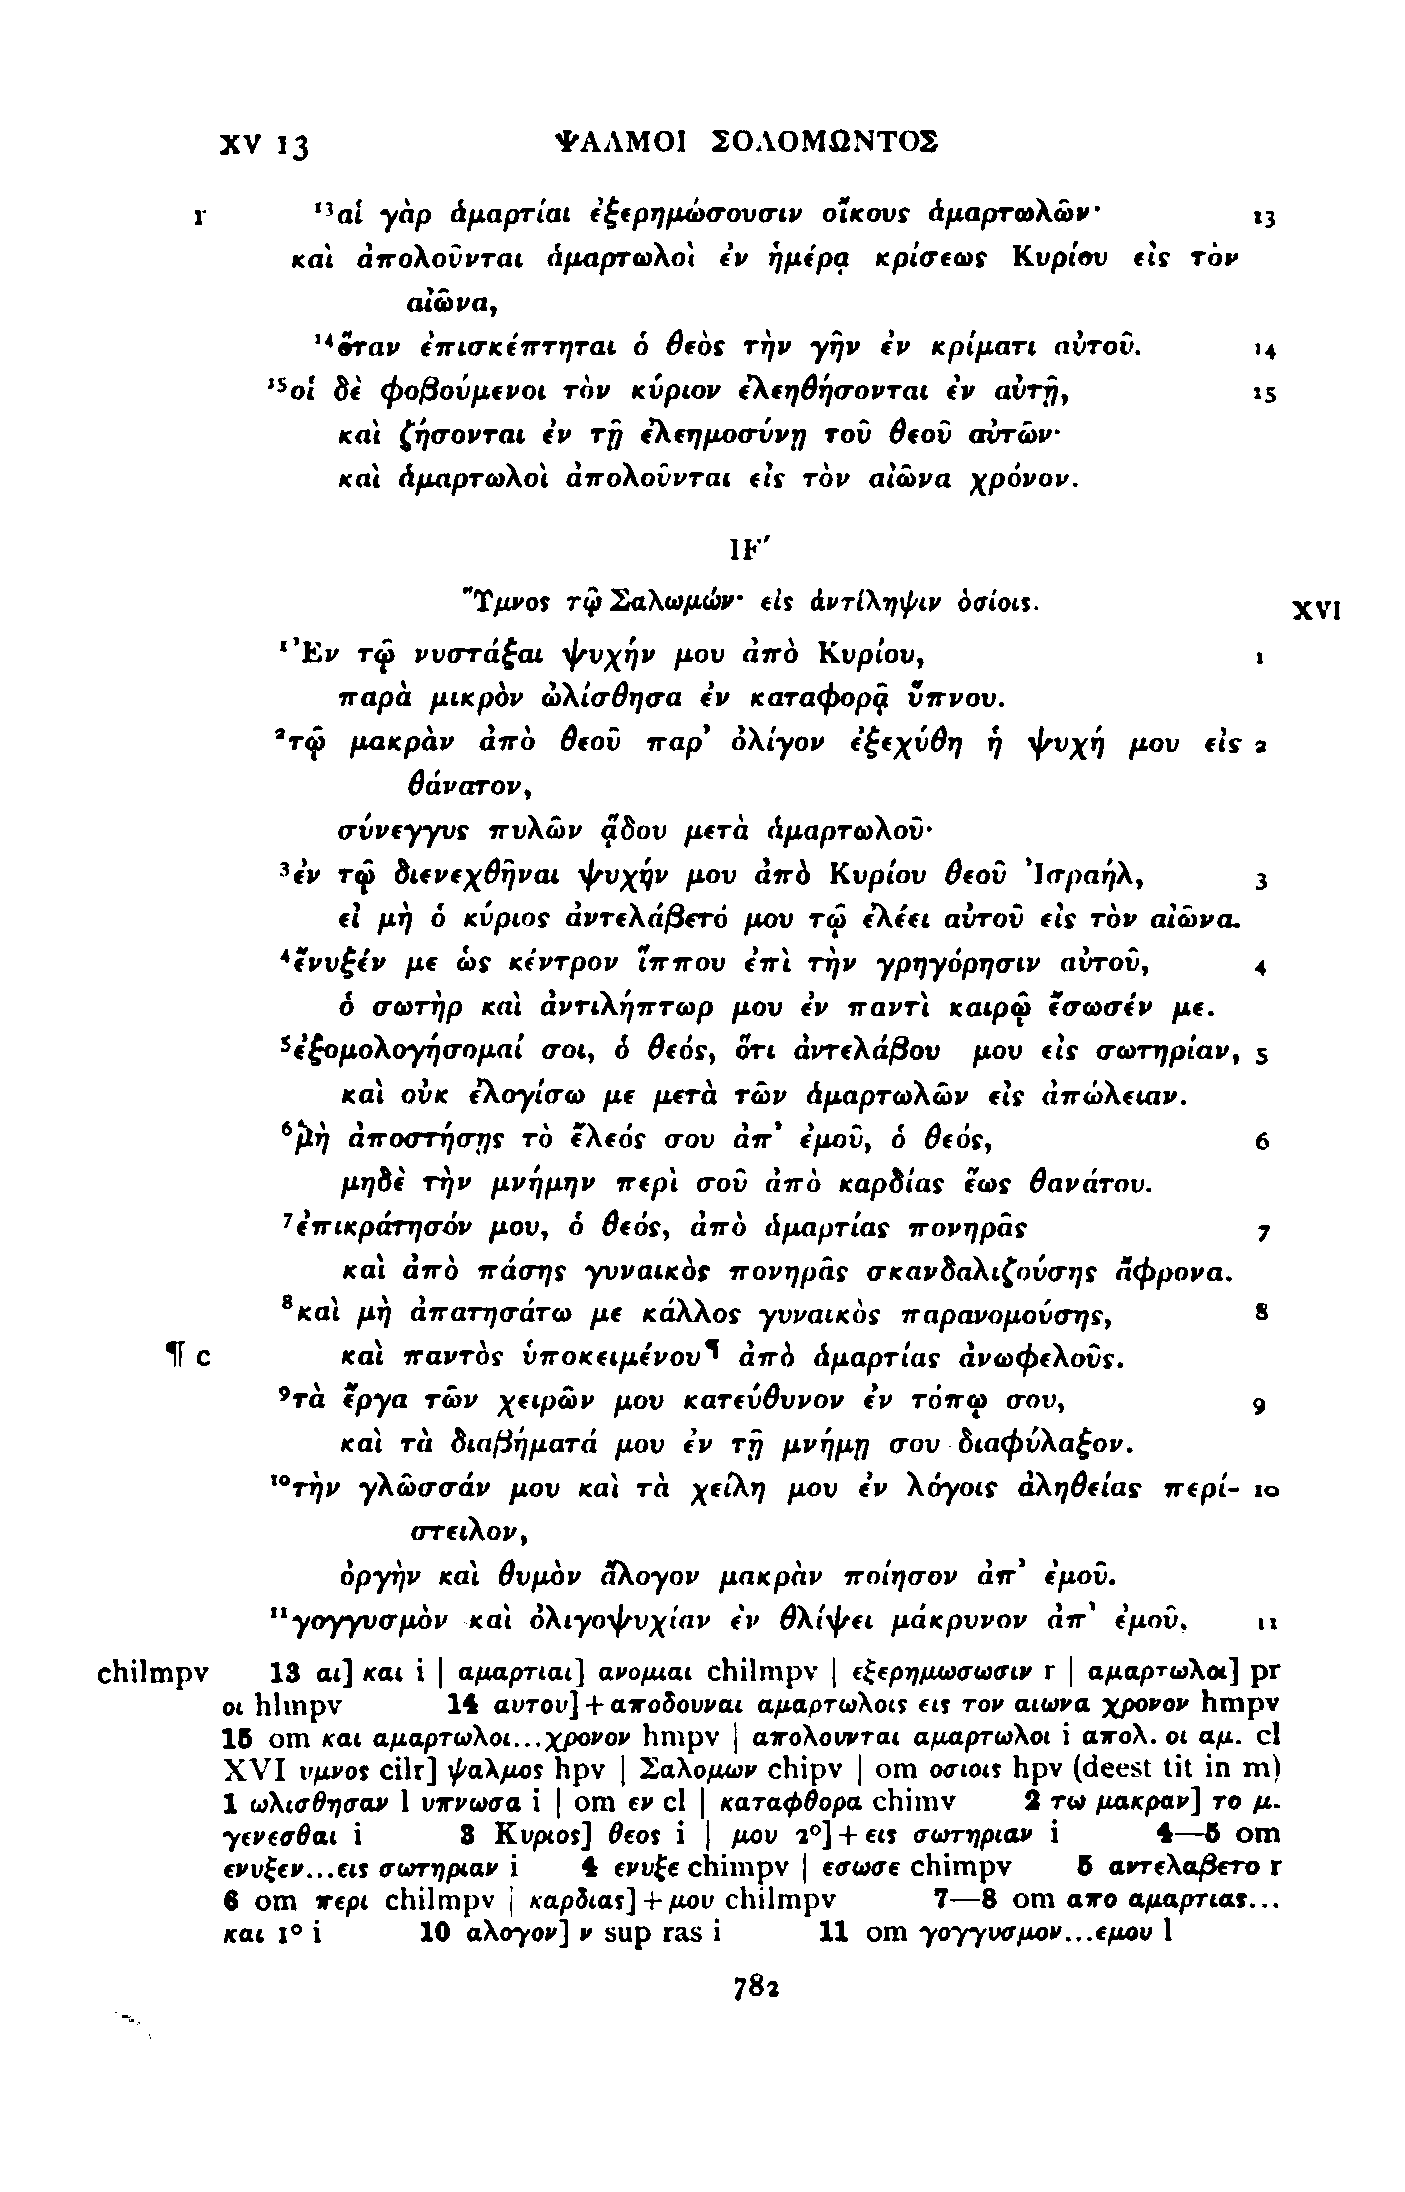 XV 13 ΨΑΛΜΟΙ ΣΟΛΟΜΩΝΤΟΣ
r ¹³αἱ γὰρ ἁμαρτίαι ἐξερημώσουσιν οἴκους ἁμαρτωλῶν· 13
καὶ ἀπολοῦνται ἁμαρτωλοὶ ἐν ἡμέρᾳ κρίσεως Κυρίου εἰς τὸν
αἰῶνα,
¹⁴ὅταν ἐπισκέπτηται ὁ θεὸς τὴν γῆν ἐν κρίματι αὐτοῦ. 14
¹⁵οἱ δὲ φοβούμενοι τὸν κύριον ἐλεηθήσονται ἐν αὐτῇ, 15
καὶ ζήσονται ἐν τῇ ἐλεημοσύνῃ τοῦ θεοῦ αὐτῶν·
καὶ ἁμαρτωλοὶ ἀπολοῦνται εἰς τὸν αἰῶνα χρόνον.
ΙϜʹ
Ὕμνος τῷ Σαλωμών· εἰς ἀντίληψιν ὁσίοις. XVI
¹Ἐν τῷ νυστάξαι ψυχήν μου ἀπὸ Κυρίου, 1
παρὰ μικρὸν ὠλίσθησα ἐν καταφορᾷ ὕπνου.
²τῷ μακρὰν ἀπὸ θεοῦ παρ’ ὀλίγον ἐξεχύθη ἡ ψυχή μου εἰς 2
θάνατον,
σύνεγγυς πυλῶν ᾅδου μετὰ ἁμαρτωλοῦ·
³ἐν τῷ διενεχθῆναι ψυχήν μου ἀπὸ Κυρίου θεοῦ Ἰσραήλ, 3
εἰ μὴ ὁ κύριος ἀντελάβετό μου τῷ ἐλέει αὐτοῦ εἰς τὸν αἰῶνα.
⁴ἔνυξέν με ὡς κέντρον ἵππου ἐπὶ τὴν γρηγόρησιν αὐτοῦ, 4
ὁ σωτὴρ καὶ ἀντιλήπτωρ μου ἐν παντὶ καιρῷ ἔσωσέν με.
⁵ἐξομολογήσομαί σοι, ὁ θεός, ὅτι ἀντελάβου μου εἰς σωτηρίαν, 5
καὶ οὐκ ἐλογίσω με μετὰ τῶν ἁμαρτωλῶν εἰς ἀπώλειαν.
⁶μὴ ἀποστήσῃς τὸ ἔλεός σου ἀπ’ ἐμοῦ, ὁ θεός, 6
μηδὲ τὴν μνήμην περὶ σοῦ ἀπὸ καρδίας ἕως θανάτου.
⁷ἐπικράτησόν μου, ὁ θεός, ἀπὸ ἁμαρτίας πονηρᾶς 7
καὶ ἀπὸ πάσης γυναικὸς πονηρᾶς σκανδαλιζούσης ἄφρονα.
⁸καὶ μὴ ἀπατησάτω με κάλλος γυναικὸς παρανομούσης, 8
¶ c καὶ παντὸς ὑποκειμένου¶ ἀπὸ ἁμαρτίας ἀνωφελοῦς.
⁹τὰ ἔργα τῶν χειρῶν μου κατεύθυνον ἐν τόπῳ σου, 9
καὶ τὰ διαβήματά μου ἐν τῇ μνήμῃ σου διαφύλαξον.
¹⁰τὴν γλῶσσάν μου καὶ τὰ χείλη μου ἐν λόγοις ἀληθείας περί- 10
στειλον,
ὀργὴν καὶ θυμὸν ἄλογον μακρὰν ποίησον ἀπ’ ἐμοῦ.
¹¹γογγυσμὸν καὶ ὀλιγοψυχίαν ἐν θλίψει μάκρυνον ἀπ’ ἐμοῦ, 11
chilmpv 13 αι] και i | αμαρτιαι] ανομιαι chilmpv | εξερημωσωσιν r | αμαρτωλοι] pr
οι hlmpv 14 αυτου] + αποδουναι αμαρτωλοις εις τον αιωνα χρονον hmpv
15 om και αμαρτωλοι...χρονον hmpv | απολουνται αμαρτωλοι i απολ. οι αμ. cl
XVI υμνος cilr] ψαλμος hpv | Σαλομων chipv | om οσιοις hpv (deest tit in m)
1 ωλισθησαν l υπνωσα i | om εν cl | καταφθορα chimv 2 τω μακραν] το μ.
γενεσθαι i 3 Κυριος] θεος i | μου 2°] + εις σωτηριαν i 4—5 om
ενυξεν...εις σωτηριαν i 4 ενυξε chimpv | εσωσε chimpv 5 αντελαβετο r
6 om περι chilmpv | καρδιας] + μου chilmpv 7—8 om απο αμαρτιας...
και 1° i 10 αλογον] ν sup ras i 11 om γογγυσμον...εμου l
782